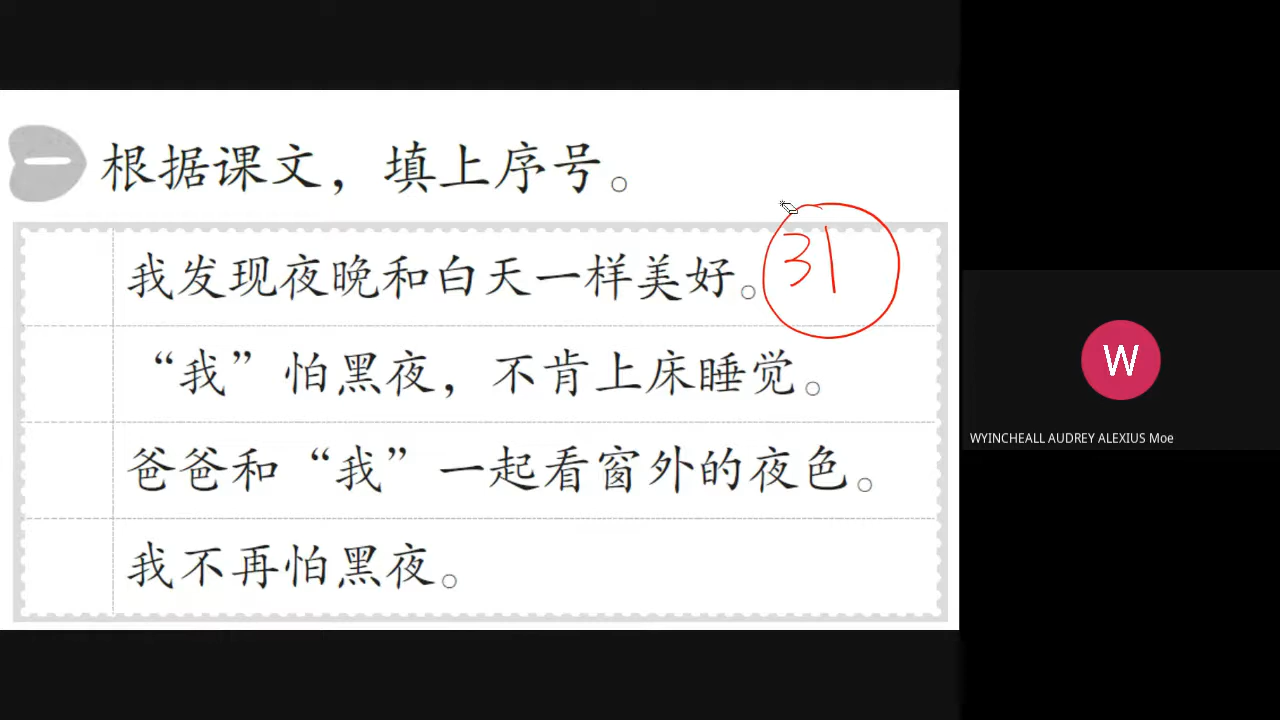 一 根据课文，填上序号。
我发现夜晚和白天一样美好。 31
“我”怕黑夜，不肯上床睡觉。
爸爸和“我”一起看窗外的夜色。
我不再怕黑夜。
W
WYINCHEALL AUDREY ALEXIUS Moe